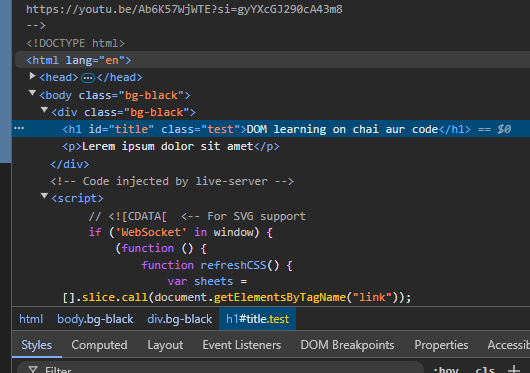 https://youtu.be/Ab6K57WjWTE?si=gyYXcGJ290cA43m8
-->
<!DOCTYPE html>
<html lang="en">
<head> … </head>
<body class="bg-black">
<div class="bg-black">
… <h1 id="title" class="test">DOM learning on chai aur code</h1> == $0
<p>Lorem ipsum dolor sit amet</p>
</div>
<!-- Code injected by live-server -->
<script>
// <![CDATA[  <-- For SVG support
if ('WebSocket' in window) {
(function () {
function refreshCSS() {
var sheets =
[].slice.call(document.getElementsByTagName("link"));
html body.bg-black div.bg-black h1#title.test
Styles Computed Layout Event Listeners DOM Breakpoints Properties Accessib
Filter :hov .cls +